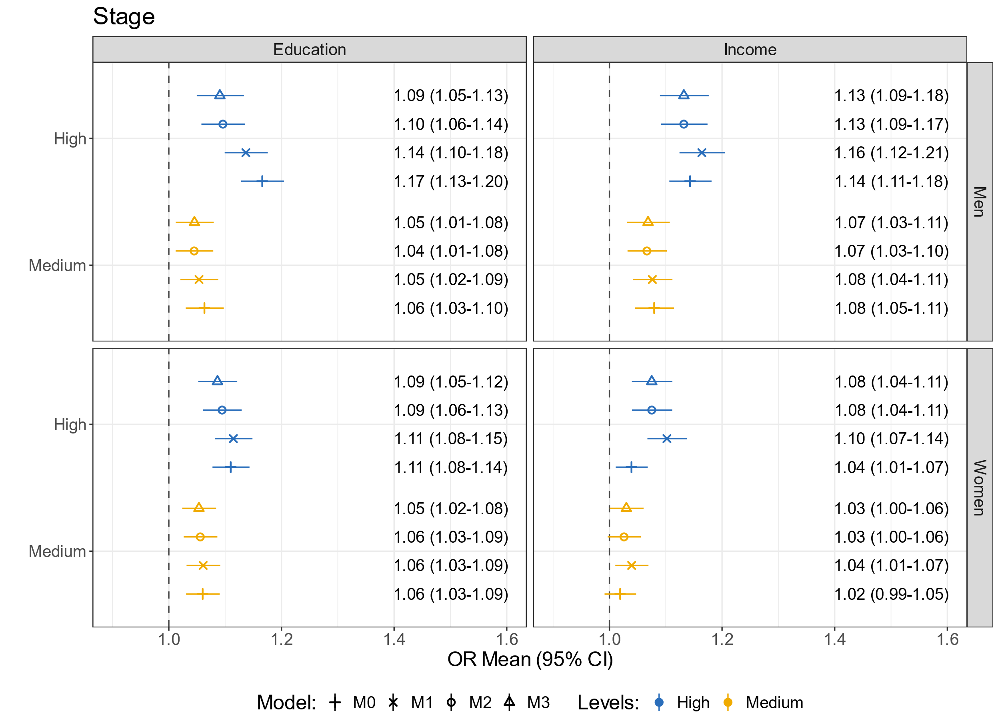 Stage
Education Income
1.09 (1.05-1.13) 1.13 (1.09-1.18)
1.10 (1.06-1.14) 1.13 (1.09-1.17)
High
1.14 (1.10-1.18) 1.16 (1.12-1.21)
1.17 (1.13-1.20) 1.14 (1.11-1.18)
Men
1.05 (1.01-1.08) 1.07 (1.03-1.11)
1.04 (1.01-1.08) 1.07 (1.03-1.10)
Medium
1.05 (1.02-1.09) 1.08 (1.04-1.11)
1.06 (1.03-1.10) 1.08 (1.05-1.11)
1.09 (1.05-1.12) 1.08 (1.04-1.11)
1.09 (1.06-1.13) 1.08 (1.04-1.11)
High
1.11 (1.08-1.15) 1.10 (1.07-1.14)
1.11 (1.08-1.14) 1.04 (1.01-1.07)
Women
1.05 (1.02-1.08) 1.03 (1.00-1.06)
1.06 (1.03-1.09) 1.03 (1.00-1.06)
Medium
1.06 (1.03-1.09) 1.04 (1.01-1.07)
1.06 (1.03-1.09) 1.02 (0.99-1.05)
1.0 1.2 1.4 1.6 1.0 1.2 1.4 1.6
OR Mean (95% CI)
Model: M0 M1 M2 M3 Levels: High Medium